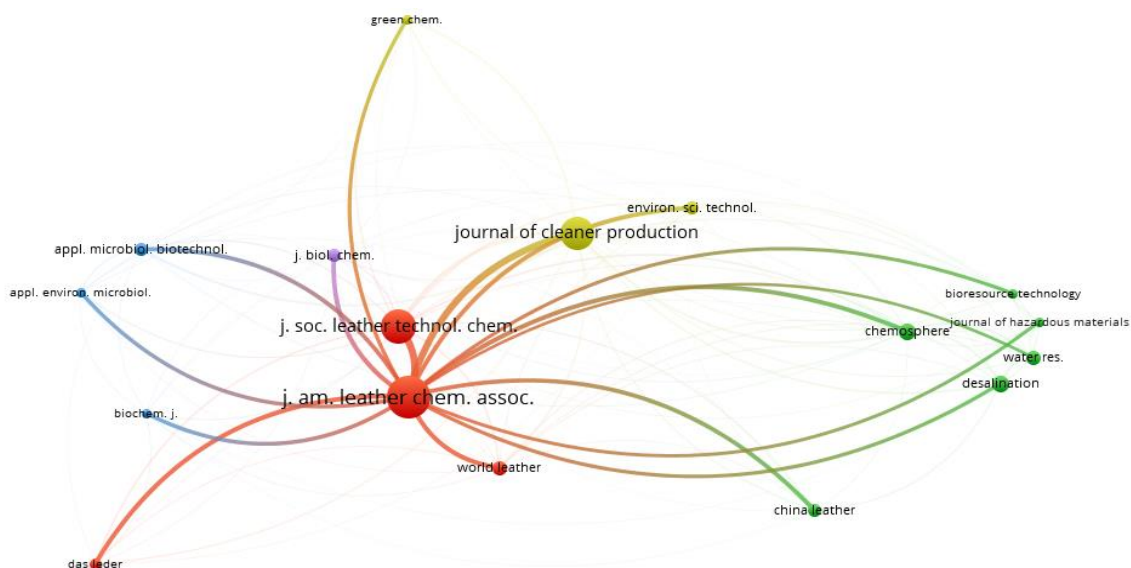 green chem.
environ. sci. technol.
journal of cleaner production
appl. microbiol. biotechnol.
j. biol. chem.
appl. environ. microbiol.
bioresource technology
journal of hazardous materials
j. soc. leather technol. chem.
chemosphere
water res.
desalination
j. am. leather chem. assoc.
biochem. j.
world leather
china leather
das leder